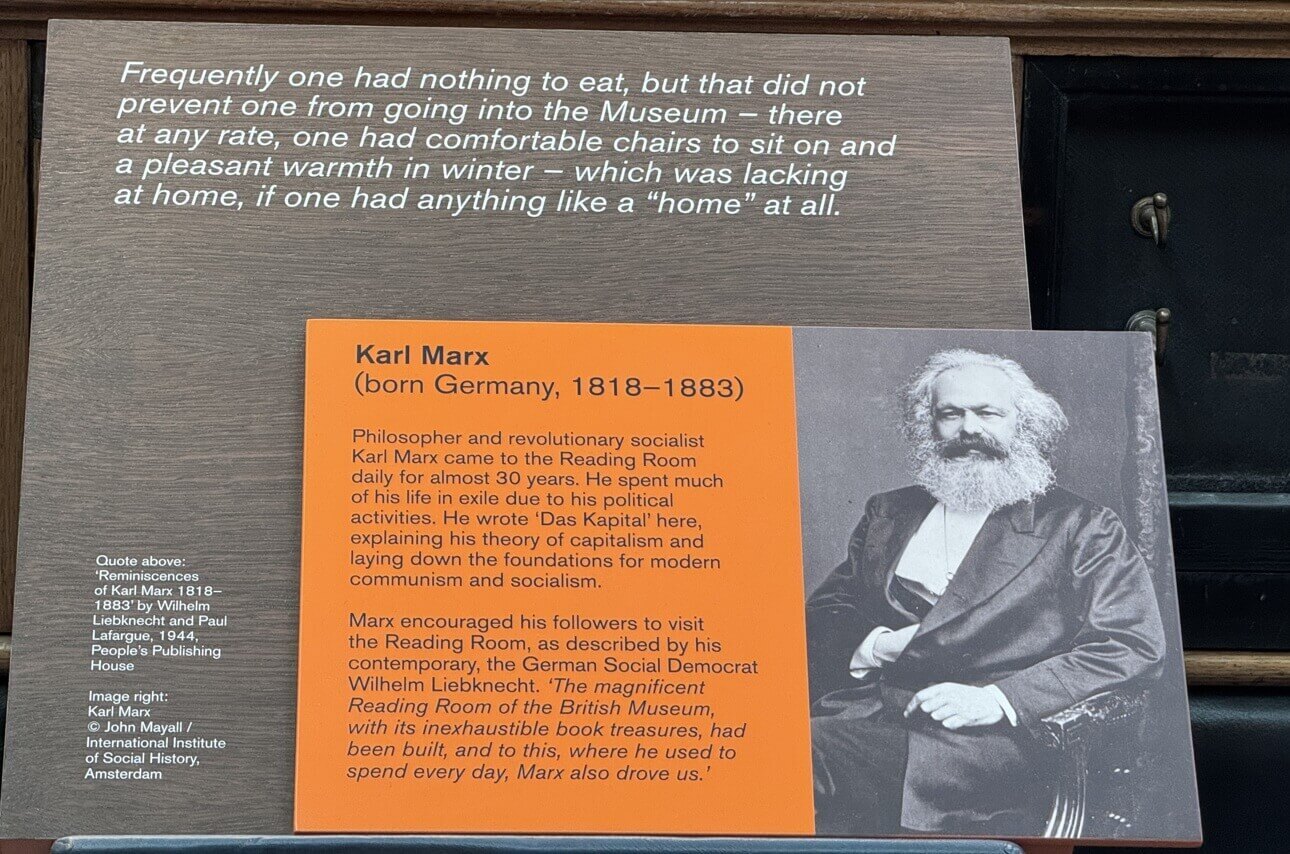 Frequently one had nothing to eat, but that did not
prevent one from going into the Museum – there
at any rate, one had comfortable chairs to sit on and
a pleasant warmth in winter – which was lacking
at home, if one had anything like a “home” at all.
Karl Marx
(born Germany, 1818–1883)
Philosopher and revolutionary socialist
Karl Marx came to the Reading Room
daily for almost 30 years. He spent much
of his life in exile due to his political
activities. He wrote ‘Das Kapital’ here,
explaining his theory of capitalism and
laying down the foundations for modern
communism and socialism.
Marx encouraged his followers to visit
the Reading Room, as described by his
contemporary, the German Social Democrat
Wilhelm Liebknecht. ‘The magnificent
Reading Room of the British Museum,
with its inexhaustible book treasures, had
been built, and to this, where he used to
spend every day, Marx also drove us.’
Quote above:
‘Reminiscences
of Karl Marx 1818–
1883’ by Wilhelm
Liebknecht and Paul
Lafargue, 1944,
People’s Publishing
House
Image right:
Karl Marx
© John Mayall /
International Institute
of Social History,
Amsterdam